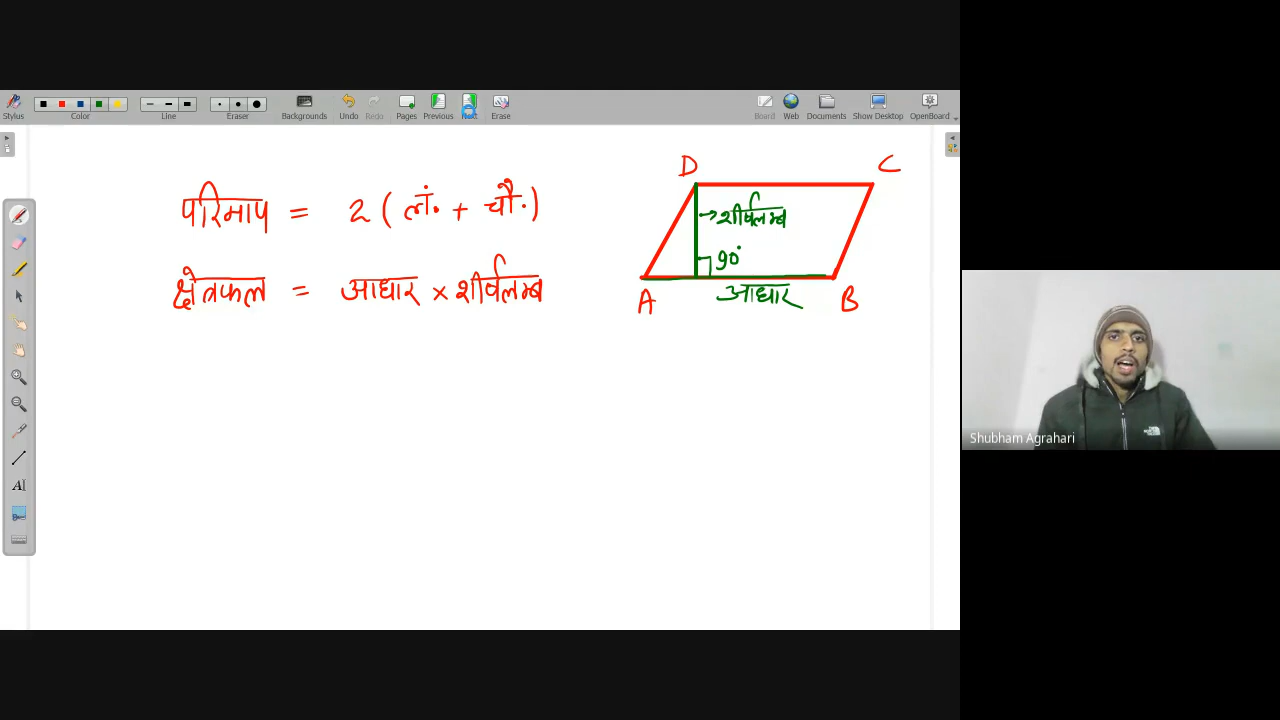 Stylus
Color
Line
Eraser
Backgrounds
Undo
Redo
Pages
Previous
Next
Erase
Board
Web
Documents
Show Desktop
OpenBoard
परिमाप = 2 ( लं. + चौ. )
क्षेत्रफल = आधार × शीर्षलम्ब
D
C
→ शीर्षलम्ब
90°
आधार
A
B
Shubham Agrahari